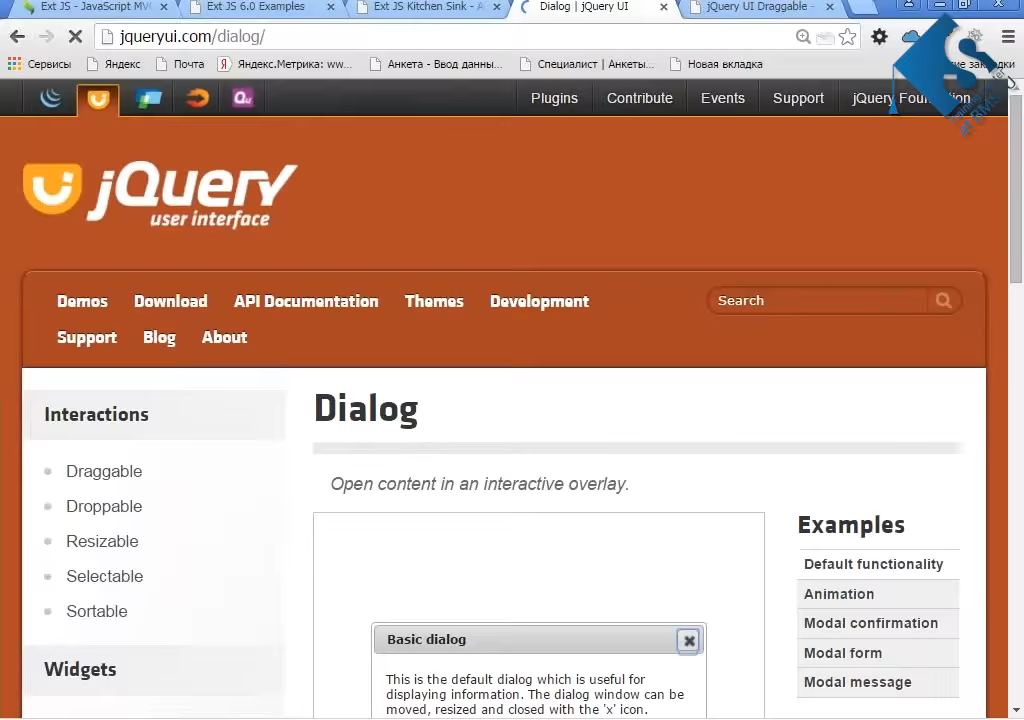 Ext JS - JavaScript MV
Ext JS 6.0 Examples
Ext JS Kitchen Sink - A
Dialog | jQuery UI
jQuery UI Draggable -
jqueryui.com/dialog/
Сервисы
Яндекс
Почта
Яндекс.Метрика: ww...
Анкета - Ввод данны...
Специалист | Анкеты...
Новая вкладка
закладки
Qu
Plugins
Contribute
Events
Support
jQuery Foundation
jQuery
user interface
Demos
Download
API Documentation
Themes
Development
Search
Support
Blog
About
Interactions
Draggable
Droppable
Resizable
Selectable
Sortable
Widgets
Dialog
Open content in an interactive overlay.
Basic dialog
This is the default dialog which is useful for
displaying information. The dialog window can be
moved, resized and closed with the 'x' icon.
Examples
Default functionality
Animation
Modal confirmation
Modal form
Modal message